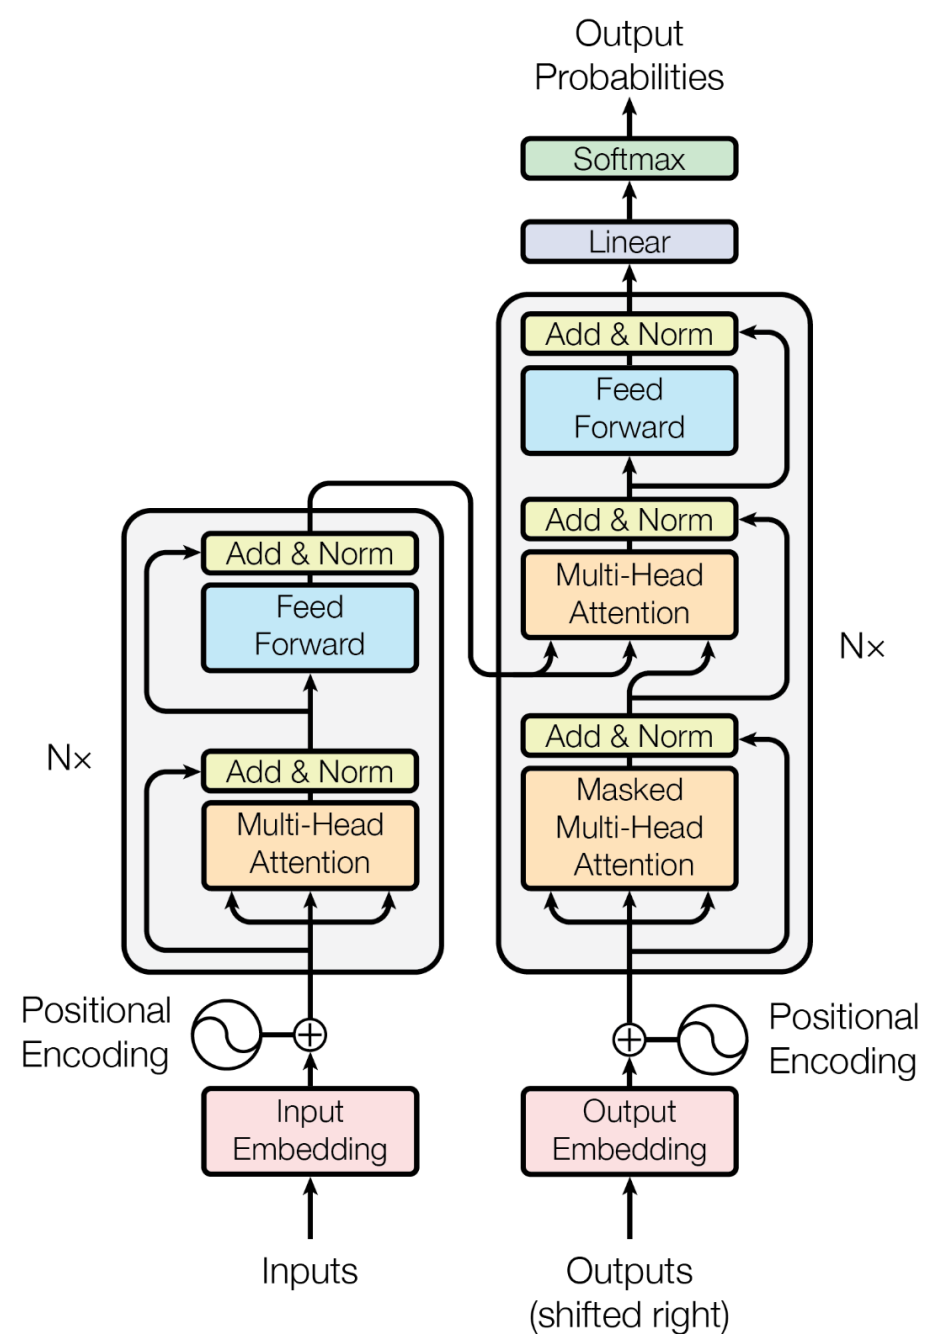 Output
Probabilities
Softmax
Linear
Add & Norm
Feed
Forward
Add & Norm
Multi-Head
Attention
Add & Norm
Masked
Multi-Head
Attention
N×
Add & Norm
Feed
Forward
Add & Norm
Multi-Head
Attention
N×
Positional
Encoding
Positional
Encoding
Input
Embedding
Output
Embedding
Inputs
Outputs
(shifted right)